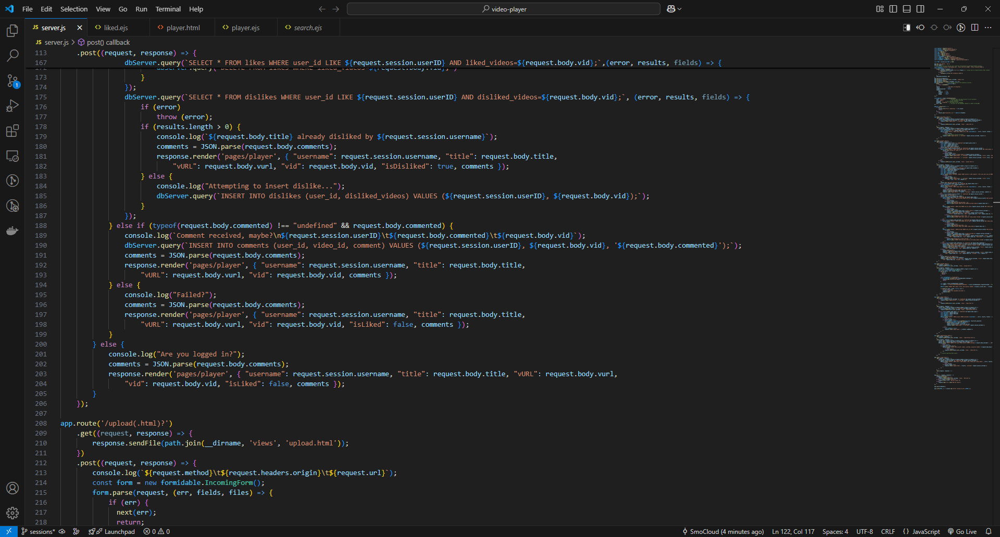 File Edit Selection View Go Run Terminal Help
video-player
JS server.js
liked.ejs
player.html
player.ejs
search.ejs
JS server.js > post() callback
113 .post((request, response) => {
167 dbServer.query(`SELECT * FROM likes WHERE user_id LIKE ${request.session.userID} AND liked_videos=${request.body.vid};`,(error, results, fields) => {
173 }
174 });
175 dbServer.query(`SELECT * FROM dislikes WHERE user_id LIKE ${request.session.userID} AND disliked_videos=${request.body.vid};`, (error, results, fields) => {
176 if (error)
177 throw (error);
178 if (results.length > 0) {
179 console.log(`${request.body.title} already disliked by ${request.session.username}`);
180 comments = JSON.parse(request.body.comments);
181 response.render('pages/player', { "username": request.session.username, "title": request.body.title,
182 "vURL": request.body.vurl, "vid": request.body.vid, "isDisliked": true, comments });
183 } else {
184 console.log("Attempting to insert dislike...");
185 dbServer.query(`INSERT INTO dislikes (user_id, disliked_videos) VALUES (${request.session.userID}, ${request.body.vid});`);
186 }
187 });
188 } else if (typeof(request.body.commented) !== "undefined" && request.body.commented) {
189 console.log(`Comment received, maybe?\n${request.session.userID}\t${request.body.commented}\t${request.body.vid}`);
190 dbServer.query(`INSERT INTO comments (user_id, video_id, comment) VALUES (${request.session.userID}, ${request.body.vid}, '${request.body.commented}');`);
191 comments = JSON.parse(request.body.comments);
192 response.render('pages/player', { "username": request.session.username, "title": request.body.title,
193 "vURL": request.body.vurl, "vid": request.body.vid, comments });
194 } else {
195 console.log("Failed?");
196 comments = JSON.parse(request.body.comments);
197 response.render('pages/player', { "username": request.session.username, "title": request.body.title,
198 "vURL": request.body.vurl, "vid": request.body.vid, "isLiked": false, comments });
199 }
200 } else {
201 console.log("Are you logged in?");
202 comments = JSON.parse(request.body.comments);
203 response.render('pages/player', { "username": request.session.username, "title": request.body.title, "vURL": request.body.vurl,
204 "vid": request.body.vid, "isLiked": false, comments });
205 }
206 });
207
208 app.route('/upload(.html)?')
209 .get((request, response) => {
210 response.sendFile(path.join(__dirname, 'views', 'upload.html'));
211 })
212 .post((request, response) => {
213 console.log(`${request.method}\t${request.headers.origin}\t${request.url}`);
214 const form = new formidable.IncomingForm();
215 form.parse(request, (err, fields, files) => {
216 if (err) {
217 next(err);
218 return;
1
sessions* Launchpad 0 0 SmoCloud (4 minutes ago) Ln 122, Col 117 Spaces: 4 UTF-8 CRLF {} JavaScript Go Live